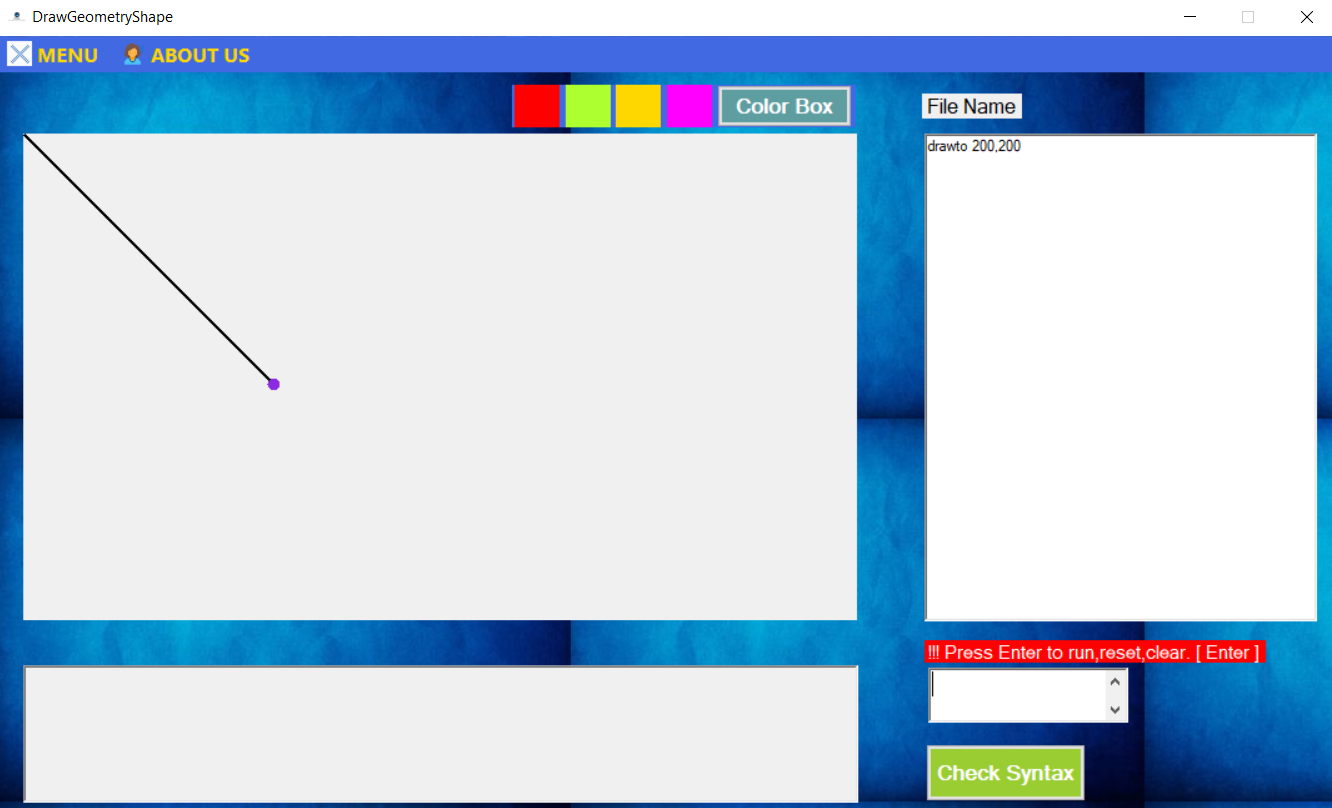 DrawGeometryShape
MENU ABOUT US
Color Box
File Name
drawto 200,200
!!! Press Enter to run,reset,clear. [ Enter ]
Check Syntax